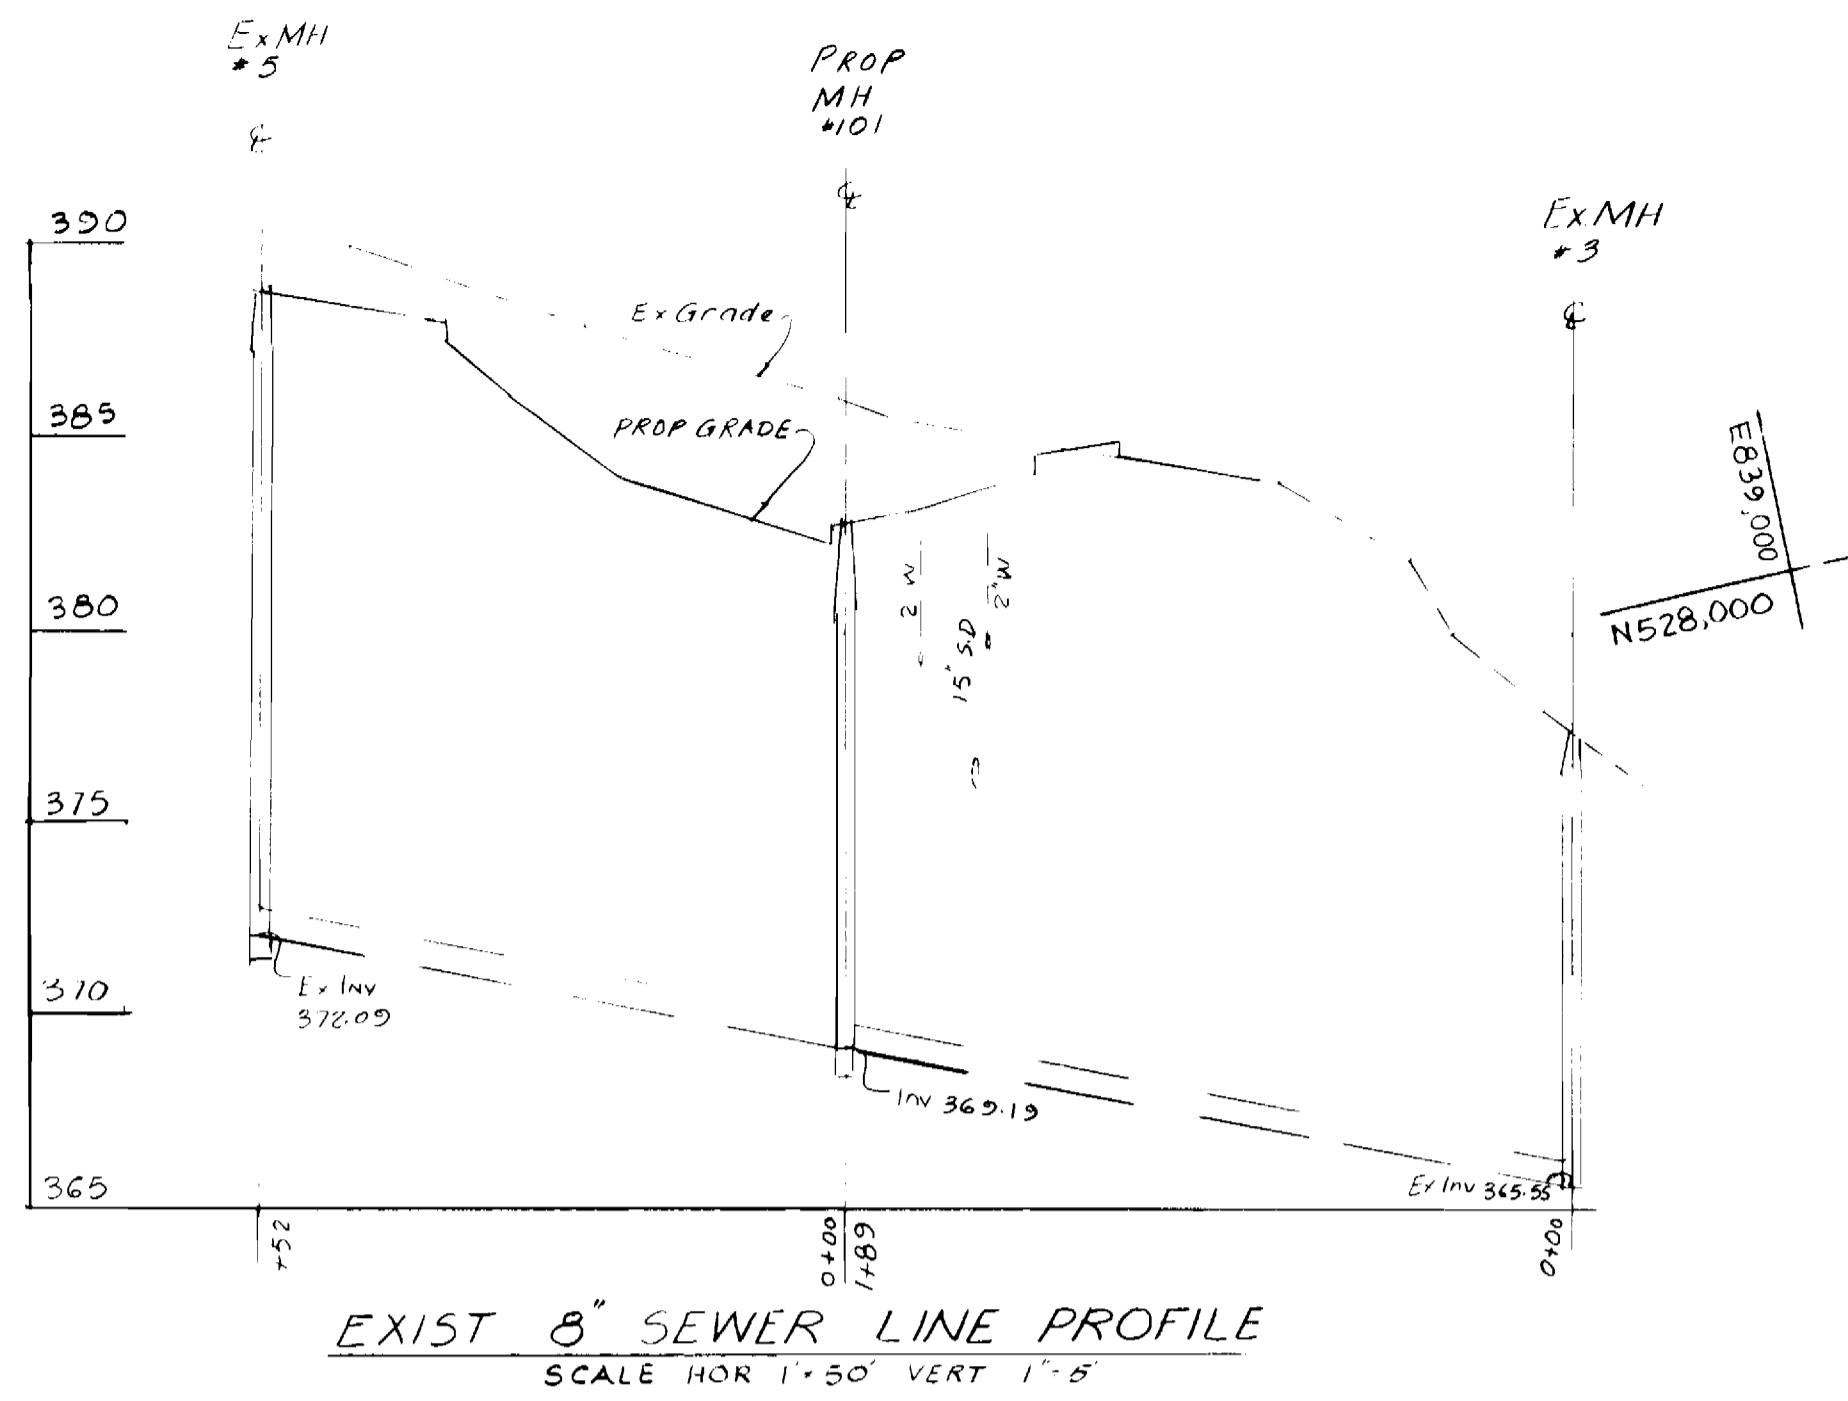 Ex MH
#5
PROP
MH
#101
Ex MH
#3
390
385
380
375
370
365
Ex Grade
PROP GRADE
2 W
2" W
15" S.D
E839,000
N528,000
Ex Inv
372.09
Inv 369.19
Ex Inv 365.55
+52
0+00
1+89
0+00
EXIST 8" SEWER LINE PROFILE
SCALE HOR 1"=50' VERT 1"=5'